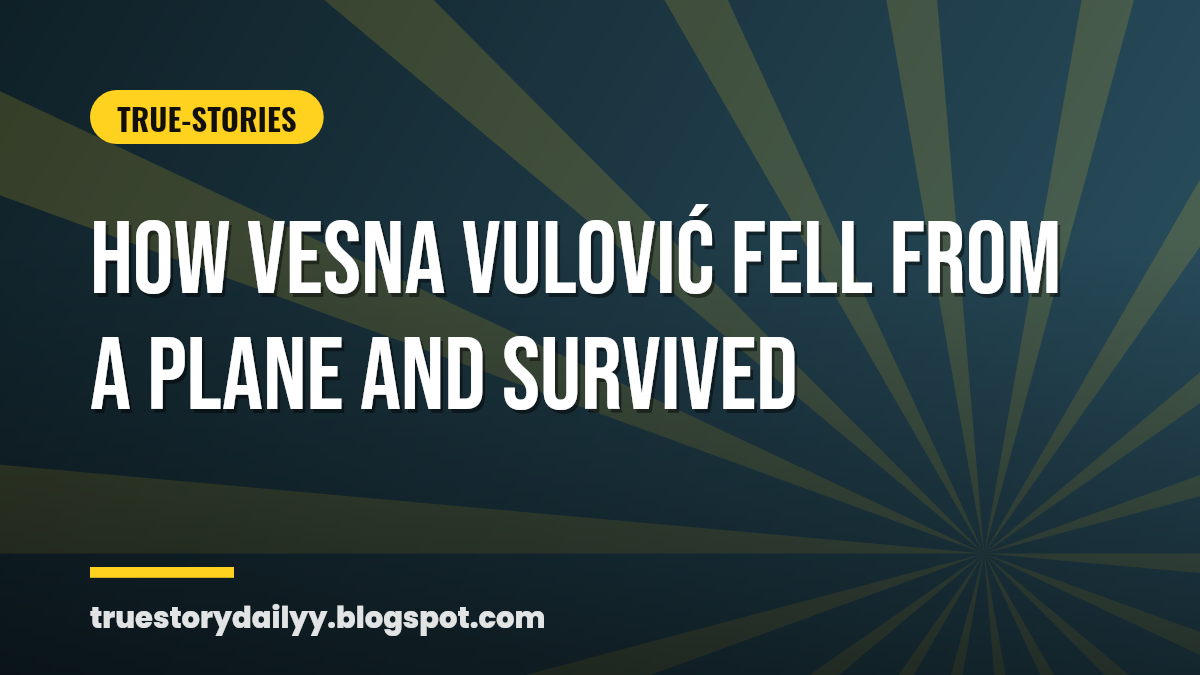 TRUE-STORIES
HOW VESNA VULOVIĆ FELL FROM
A PLANE AND SURVIVED
truestorydailyy.blogspot.com